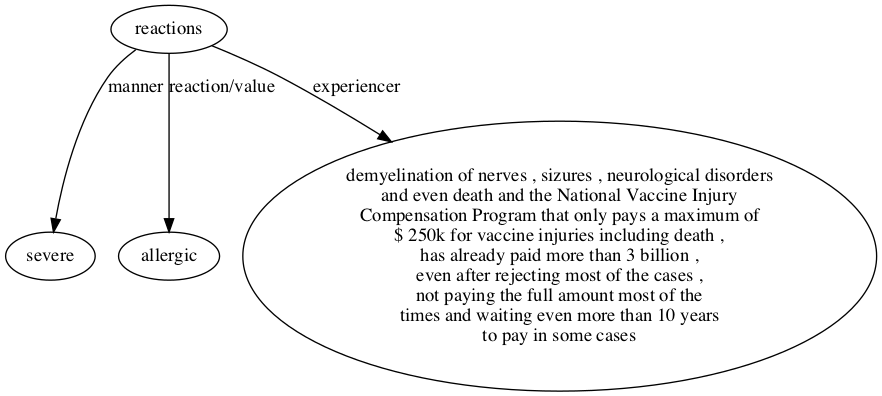 reactions
manner
reaction/value
experiencer
severe
allergic
demyelination of nerves , sizures , neurological disorders
and even death and the National Vaccine Injury
Compensation Program that only pays a maximum of
$ 250k for vaccine injuries including death ,
has already paid more than 3 billion ,
even after rejecting most of the cases ,
not paying the full amount most of the
times and waiting even more than 10 years
to pay in some cases